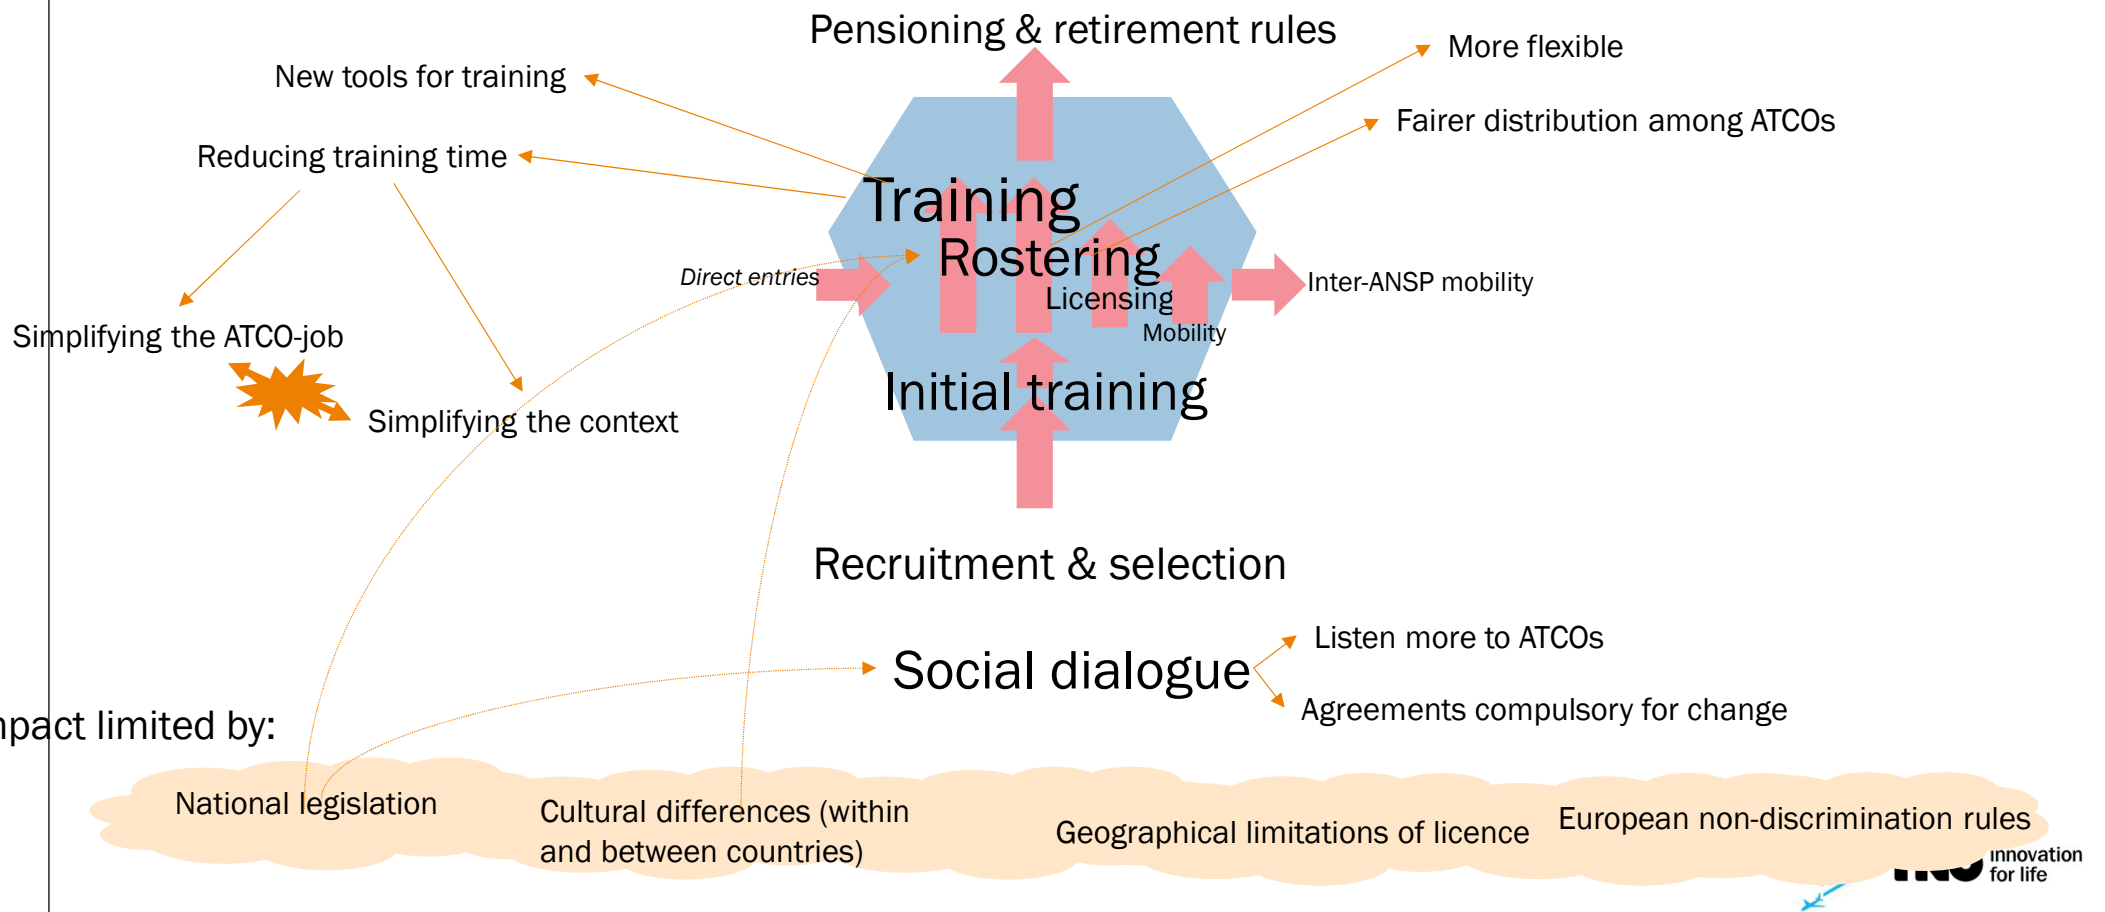 Pensioning & retirement rules
More flexible
New tools for training
Fairer distribution among ATCOs
Reducing training time
Training
Rostering
Direct entries
Inter-ANSP mobility
Licensing
Mobility
Simplifying the ATCO-job
Initial training
Simplifying the context
Recruitment & selection
Listen more to ATCOs
Social dialogue
Agreements compulsory for change
limited by:
National legislation
Cultural differences (within
and between countries)
Geographical limitations of licence
European non-discrimination rules
innovation
for life